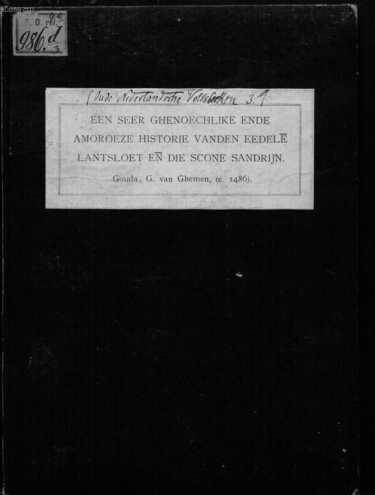 986 d
(Oude Nederlandsche Volksboeken 3.)
EEN SEER GHENOECHLIKE ENDE
AMOROEZE HISTORIE VANDEN EEDELE̅
LANTSLOET EN̅ DIE SCONE SANDRIJN.
Gouda, G. van Ghemen, (c. 1486).